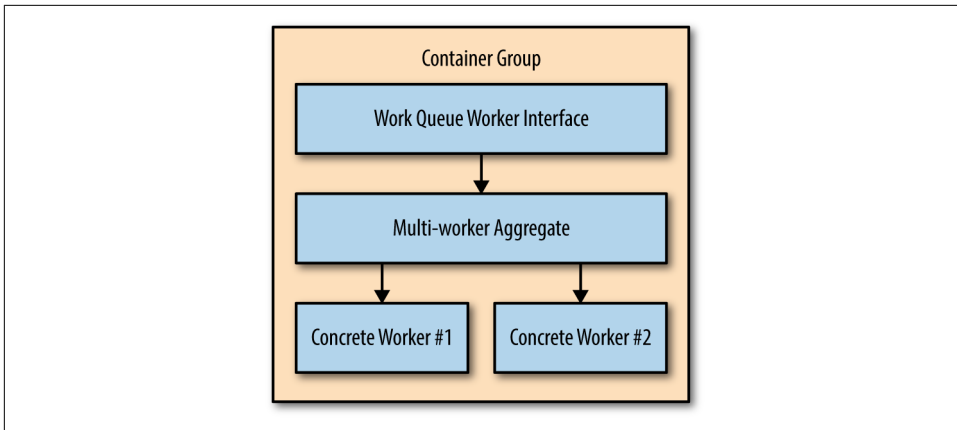 Container Group
Work Queue Worker Interface
Multi-worker Aggregate
Concrete Worker #1
Concrete Worker #2